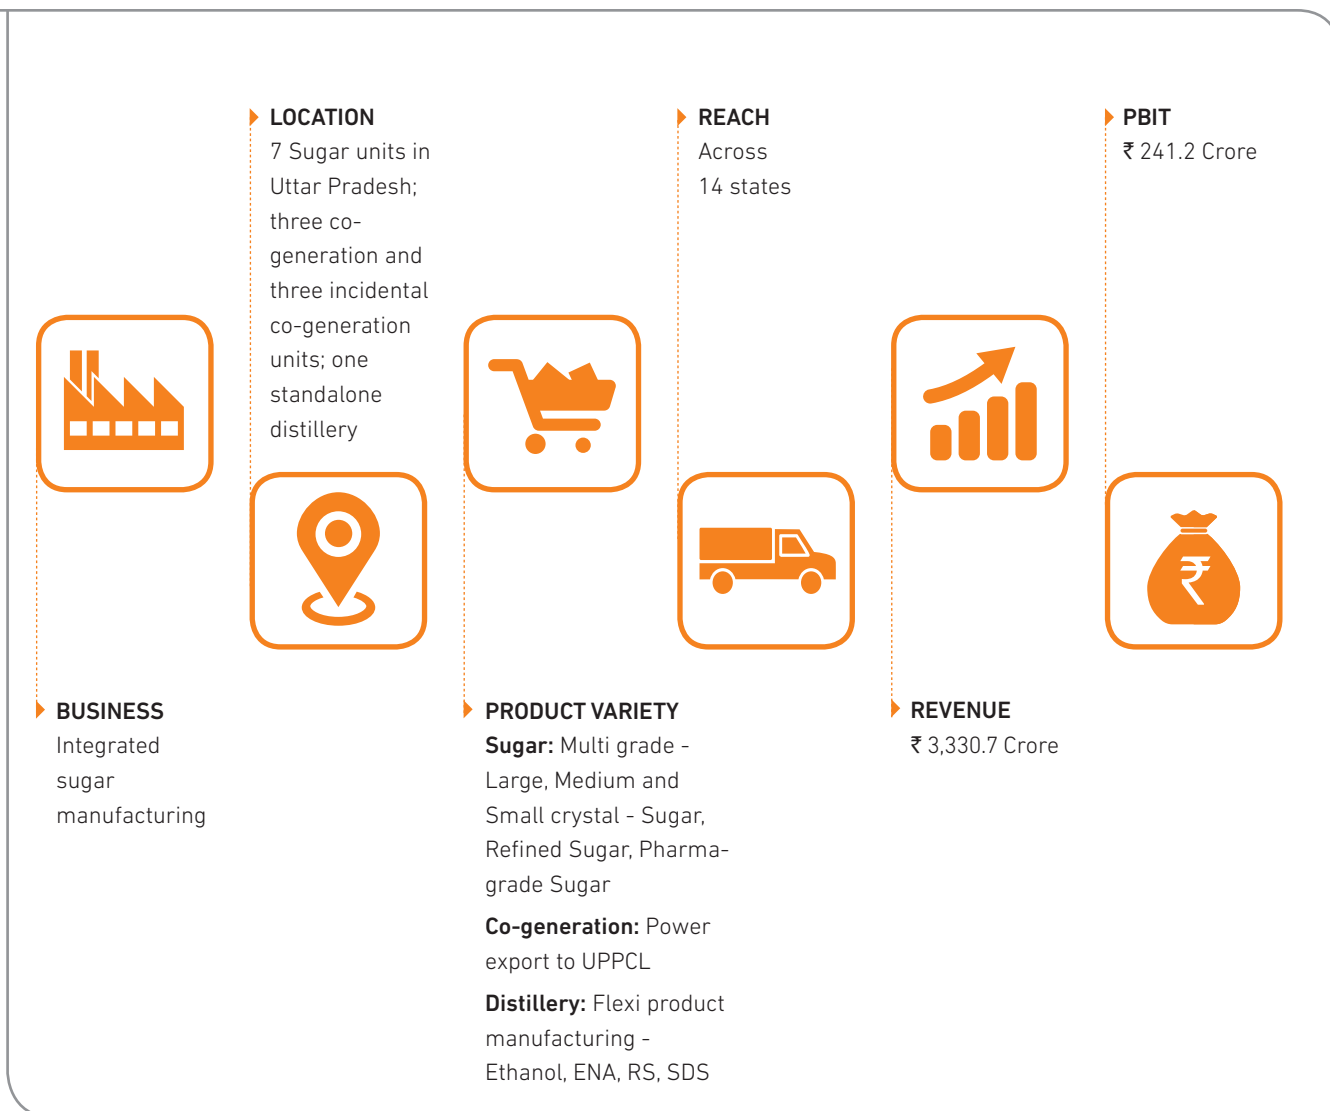 LOCATION
7 Sugar units in
Uttar Pradesh;
three co-
generation and
three incidental
co-generation
units; one
standalone
distillery
REACH
Across
14 states
PBIT
₹ 241.2 Crore
₹
BUSINESS
Integrated
sugar
manufacturing
PRODUCT VARIETY
Sugar: Multi grade -
Large, Medium and
Small crystal - Sugar,
Refined Sugar, Pharma-
grade Sugar
Co-generation: Power
export to UPPCL
Distillery: Flexi product
manufacturing -
Ethanol, ENA, RS, SDS
REVENUE
₹ 3,330.7 Crore